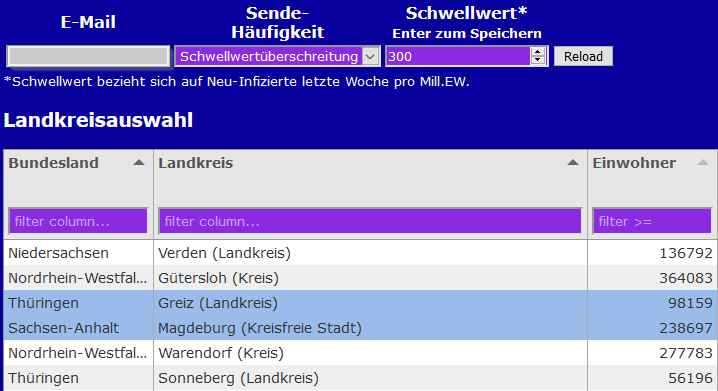 E-Mail
Sende-
Häufigkeit
Schwellwert*
Enter zum Speichern
Schwellwertüberschreitung
300
Reload
*Schwellwert bezieht sich auf Neu-Infizierte letzte Woche pro Mill.EW.
Landkreisauswahl
Bundesland Landkreis Einwohner
filter column... filter column... filter >=
Niedersachsen Verden (Landkreis) 136792
Nordrhein-Westfal... Gütersloh (Kreis) 364083
Thüringen Greiz (Landkreis) 98159
Sachsen-Anhalt Magdeburg (Kreisfreie Stadt) 238697
Nordrhein-Westfal... Warendorf (Kreis) 277783
Thüringen Sonneberg (Landkreis) 56196